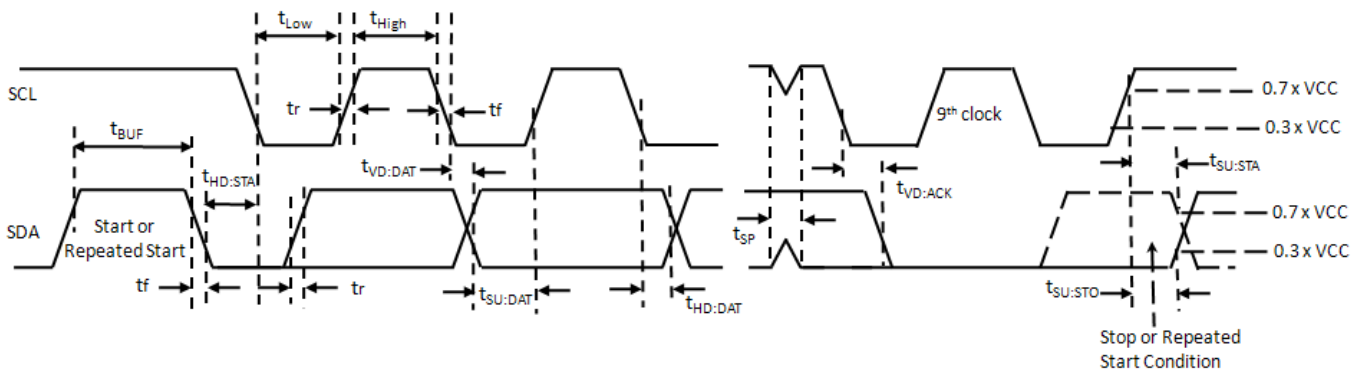 tLow
tHigh
SCL
tr
tf
9th clock
0.7 x VCC
0.3 x VCC
tBUF
tHD:STA
tVD:DAT
tVD:ACK
tSU:STA
SDA
Start or
Repeated Start
tSP
0.7 x VCC
0.3 x VCC
tf
tr
tSU:DAT
tHD:DAT
tSU:STO
Stop or Repeated
Start Condition